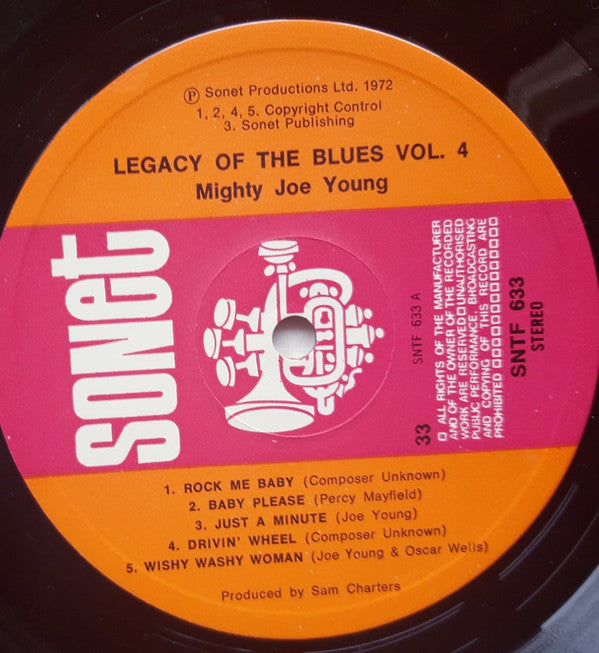 ℗ Sonet Productions Ltd. 1972
1, 2, 4, 5. Copyright Control
3. Sonet Publishing
LEGACY OF THE BLUES VOL. 4
Mighty Joe Young
sonet
SNTF 633 A
33
ALL RIGHTS OF THE MANUFACTURER
AND OF THE OWNER OF THE RECORDED
WORK ARE RESERVED UNAUTHORISED
PUBLIC PERFORMANCE, BROADCASTING
AND COPYING OF THIS RECORD ARE
PROHIBITED
SNTF 633
STEREO
1. ROCK ME BABY (Composer Unknown)
2. BABY PLEASE (Percy Mayfield)
3. JUST A MINUTE (Joe Young)
4. DRIVIN' WHEEL (Composer Unknown)
5. WISHY WASHY WOMAN (Joe Young & Oscar Wells)
Produced by Sam Charters